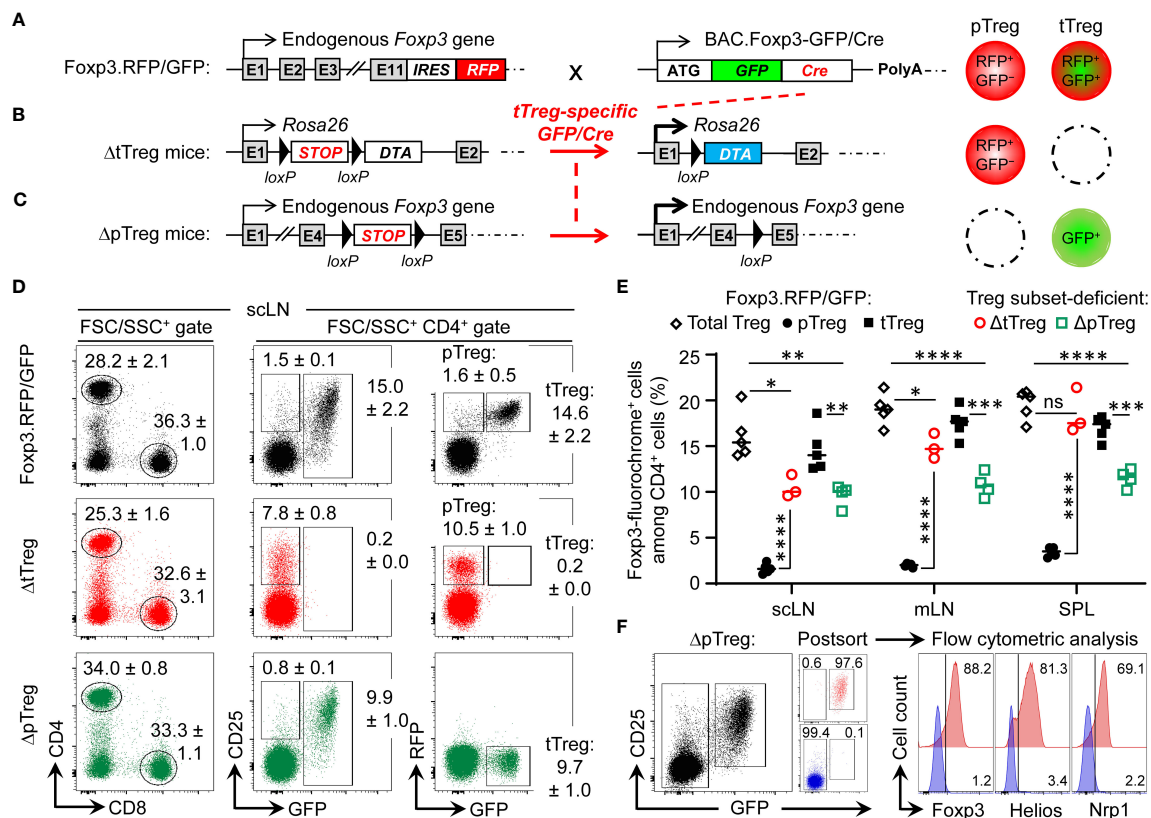 A
Endogenous Foxp3 gene
BAC.Foxp3-GFP/Cre
pTreg tTreg
Foxp3.RFP/GFP: E1 E2 E3 E11 IRES RFP X ATG GFP Cre PolyA
RFP⁺ GFP⁻
RFP⁺ GFP⁺
B
tTreg-specific GFP/Cre
Rosa26
Rosa26
ΔtTreg mice: E1 STOP DTA E2 E1 DTA E2
loxP loxP loxP
RFP⁺ GFP⁻
C
Endogenous Foxp3 gene
Endogenous Foxp3 gene
ΔpTreg mice: E1 E4 STOP E5 E1 E4 E5
loxP loxP loxP
GFP⁺
D
scLN
FSC/SSC⁺ gate
FSC/SSC⁺ CD4⁺ gate
Foxp3.RFP/GFP
28.2 ± 2.1
36.3 ± 1.0
1.5 ± 0.1
15.0 ± 2.2
pTreg:
1.6 ± 0.5
tTreg:
14.6 ± 2.2
ΔtTreg
25.3 ± 1.6
32.6 ± 3.1
7.8 ± 0.8
0.2 ± 0.0
pTreg:
10.5 ± 1.0
tTreg:
0.2 ± 0.0
ΔpTreg
34.0 ± 0.8
33.3 ± 1.1
0.8 ± 0.1
9.9 ± 1.0
tTreg:
9.7 ± 1.0
CD4
CD8
CD25
GFP
RFP
GFP
E
Foxp3.RFP/GFP:
Treg subset-deficient:
Total Treg pTreg tTreg ΔtTreg ΔpTreg
Foxp3-fluorochrome⁺ cells among CD4⁺ cells (%)
25
20
15
10
5
0
** **** ****
* * ns
** *** ***
**** **** ****
scLN mLN SPL
F
ΔpTreg:
Postsort
Flow cytometric analysis
0.6 97.6
99.4 0.1
88.2 81.3 69.1
1.2 3.4 2.2
CD25
GFP
Cell count
Foxp3 Helios Nrp1